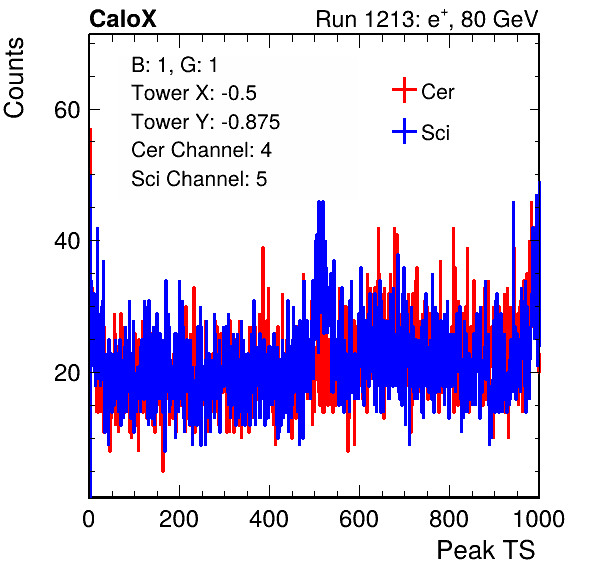 CaloX Run 1213: e⁺, 80 GeV
B: 1, G: 1
Tower X: -0.5
Tower Y: -0.875
Cer Channel: 4
Sci Channel: 5
Cer
Sci
Counts
60
40
20
0 200 400 600 800 1000
Peak TS